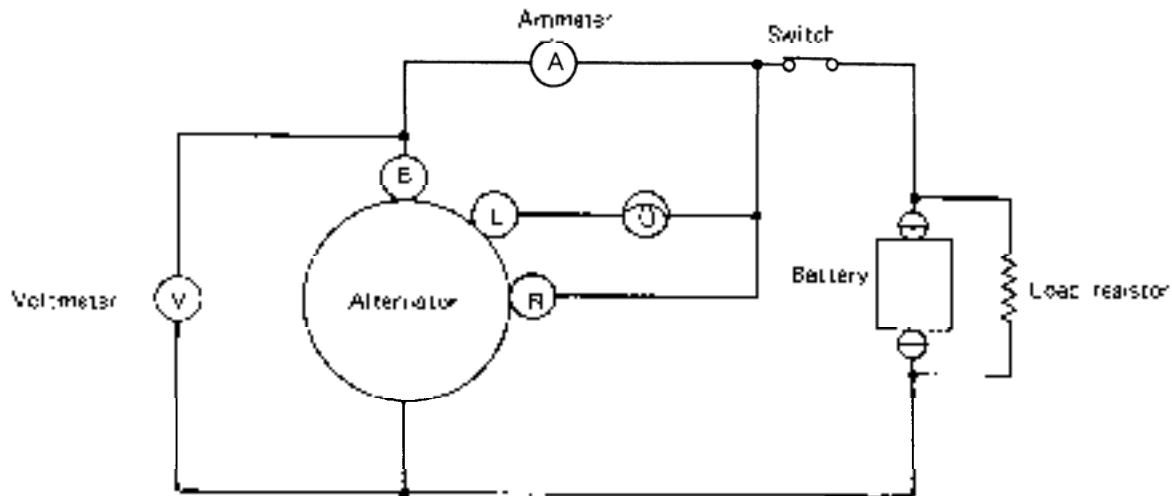 Ammeter
Switch
A
B
L
Battery
Load resistor
Voltmeter
V
Alternator
R